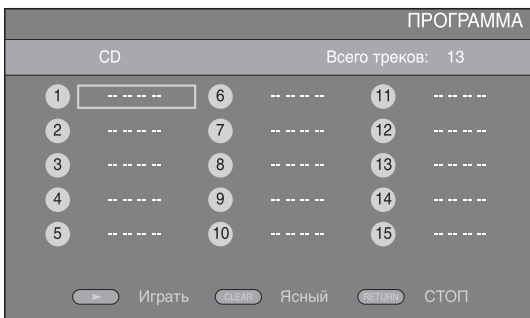 ПРОГРАММА
CD Всего треков: 13
1 -- -- -- -- 6 -- -- -- -- 11 -- -- -- --
2 -- -- -- -- 7 -- -- -- -- 12 -- -- -- --
3 -- -- -- -- 8 -- -- -- -- 13 -- -- -- --
4 -- -- -- -- 9 -- -- -- -- 14 -- -- -- --
5 -- -- -- -- 10 -- -- -- -- 15 -- -- -- --
Играть CLEAR Ясный RETURN СТОП